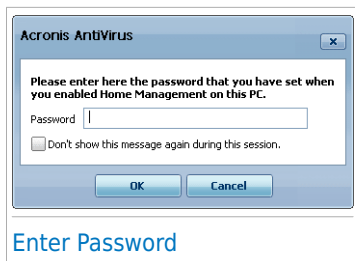 Acronis AntiVirus
Please enter here the password that you have set when
you enabled Home Management on this PC.
Password
Don't show this message again during this session.
OK Cancel
Enter Password